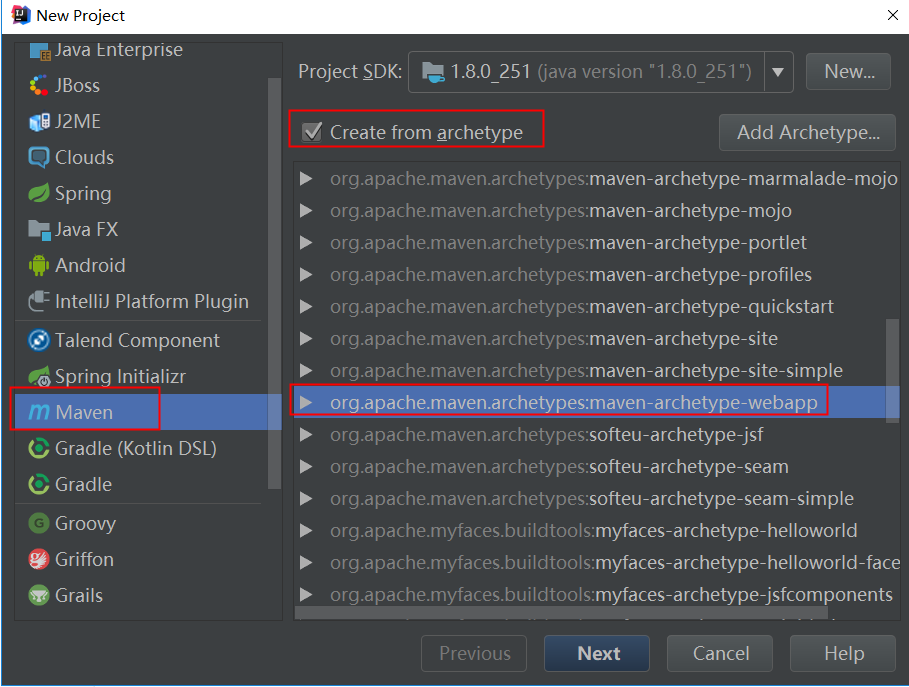 New Project
Java Enterprise
JBoss
J2ME
Clouds
Spring
Java FX
Android
IntelliJ Platform Plugin
Talend Component
Spring Initializr
Maven
Gradle (Kotlin DSL)
Gradle
Groovy
Griffon
Grails
Project SDK: 1.8.0_251 (java version "1.8.0_251") New...
Create from archetype Add Archetype...
org.apache.maven.archetypes:maven-archetype-marmalade-mojo
org.apache.maven.archetypes:maven-archetype-mojo
org.apache.maven.archetypes:maven-archetype-portlet
org.apache.maven.archetypes:maven-archetype-profiles
org.apache.maven.archetypes:maven-archetype-quickstart
org.apache.maven.archetypes:maven-archetype-site
org.apache.maven.archetypes:maven-archetype-site-simple
org.apache.maven.archetypes:maven-archetype-webapp
org.apache.maven.archetypes:softeu-archetype-jsf
org.apache.maven.archetypes:softeu-archetype-seam
org.apache.maven.archetypes:softeu-archetype-seam-simple
org.apache.myfaces.buildtools:myfaces-archetype-helloworld
org.apache.myfaces.buildtools:myfaces-archetype-helloworld-face
org.apache.myfaces.buildtools:myfaces-archetype-jsfcomponents
Previous Next Cancel Help